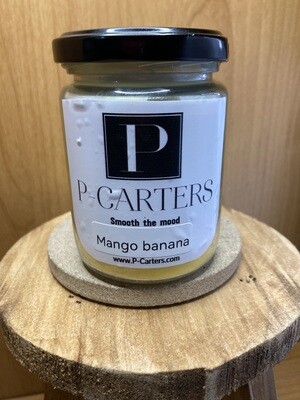 P
P-CARTERS
Smooth the mood
Mango banana
www.P-Carters.com